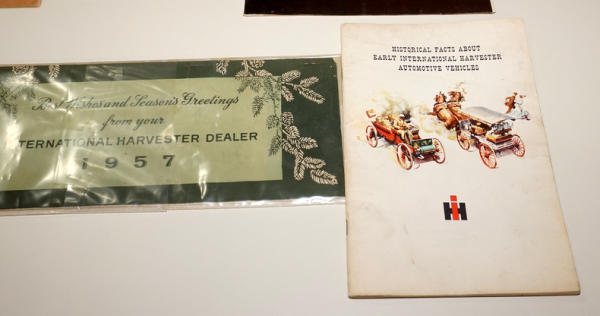 Best Wishes and Season's Greetings
from your
INTERNATIONAL HARVESTER DEALER
1957
HISTORICAL FACTS ABOUT
EARLY INTERNATIONAL HARVESTER
AUTOMOTIVE VEHICLES
IH